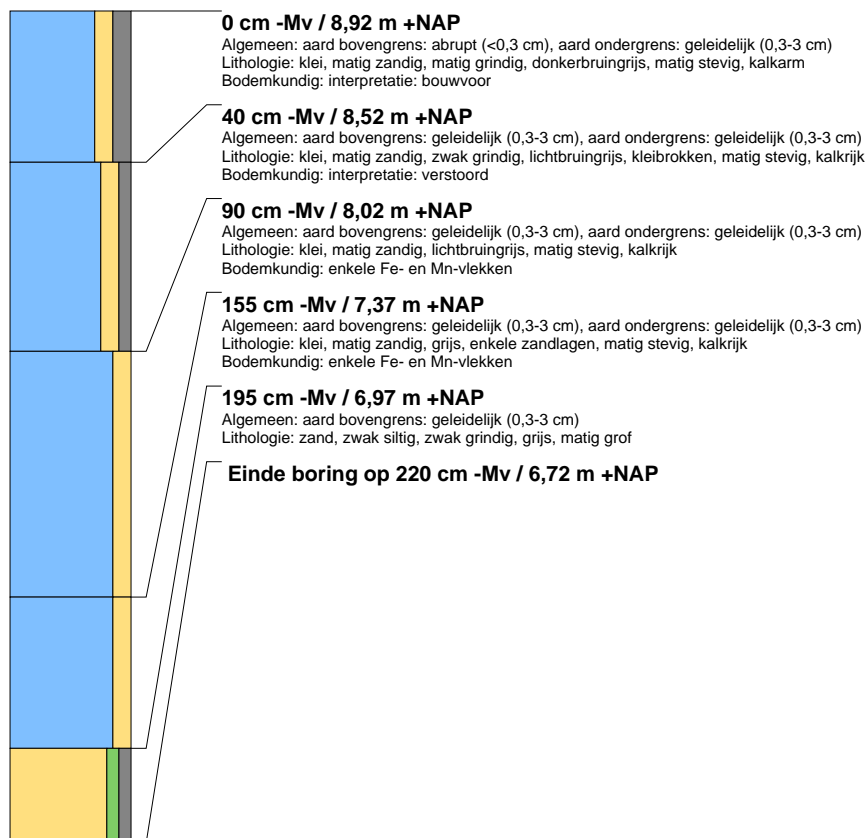 0 cm -Mv / 8,92 m +NAP
Algemeen: aard bovengrens: abrupt (<0,3 cm), aard ondergrens: geleidelijk (0,3-3 cm)
Lithologie: klei, matig zandig, matig grindig, donkerbruingrijs, matig stevig, kalkarm
Bodemkundig: interpretatie: bouwvoor
40 cm -Mv / 8,52 m +NAP
Algemeen: aard bovengrens: geleidelijk (0,3-3 cm), aard ondergrens: geleidelijk (0,3-3 cm)
Lithologie: klei, matig zandig, zwak grindig, lichtbruingrijs, kleibrokken, matig stevig, kalkrijk
Bodemkundig: interpretatie: verstoord
90 cm -Mv / 8,02 m +NAP
Algemeen: aard bovengrens: geleidelijk (0,3-3 cm), aard ondergrens: geleidelijk (0,3-3 cm)
Lithologie: klei, matig zandig, lichtbruingrijs, matig stevig, kalkrijk
Bodemkundig: enkele Fe- en Mn-vlekken
155 cm -Mv / 7,37 m +NAP
Algemeen: aard bovengrens: geleidelijk (0,3-3 cm), aard ondergrens: geleidelijk (0,3-3 cm)
Lithologie: klei, matig zandig, grijs, enkele zandlagen, matig stevig, kalkrijk
Bodemkundig: enkele Fe- en Mn-vlekken
195 cm -Mv / 6,97 m +NAP
Algemeen: aard bovengrens: geleidelijk (0,3-3 cm)
Lithologie: zand, zwak siltig, zwak grindig, grijs, matig grof
Einde boring op 220 cm -Mv / 6,72 m +NAP